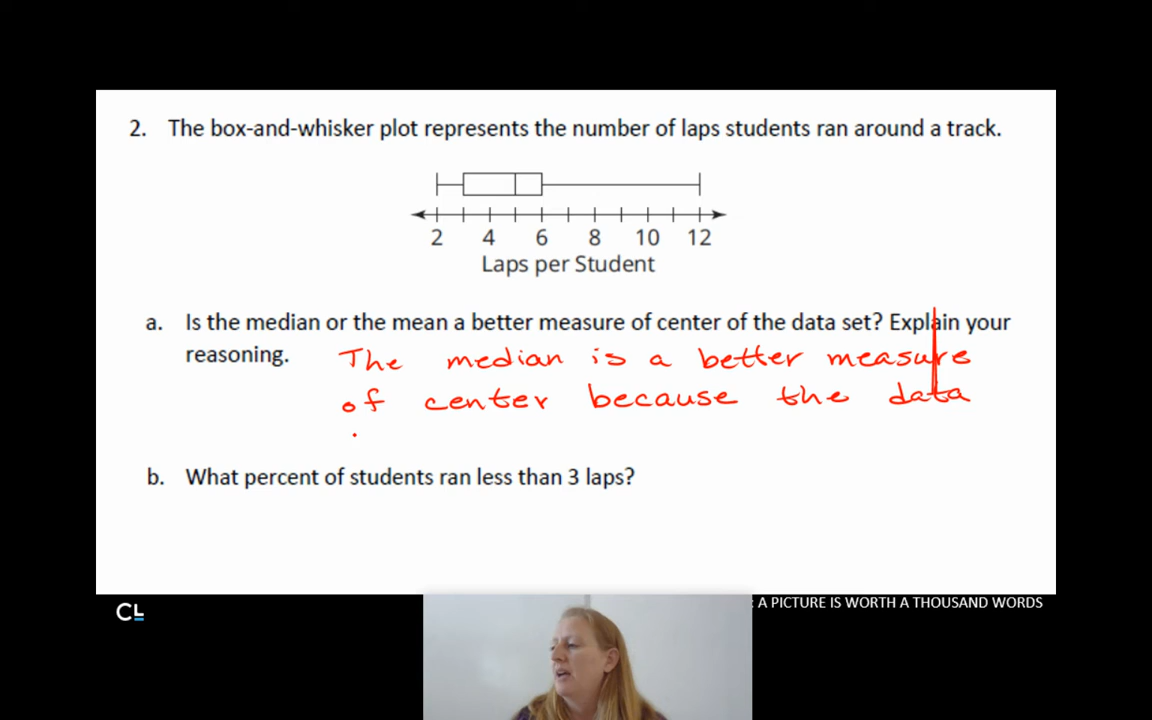 2. The box-and-whisker plot represents the number of laps students ran around a track.
2 4 6 8 10 12
Laps per Student
a. Is the median or the mean a better measure of center of the data set? Explain your
reasoning. The median is a better measure
of center because the data
b. What percent of students ran less than 3 laps?
CL
: A PICTURE IS WORTH A THOUSAND WORDS